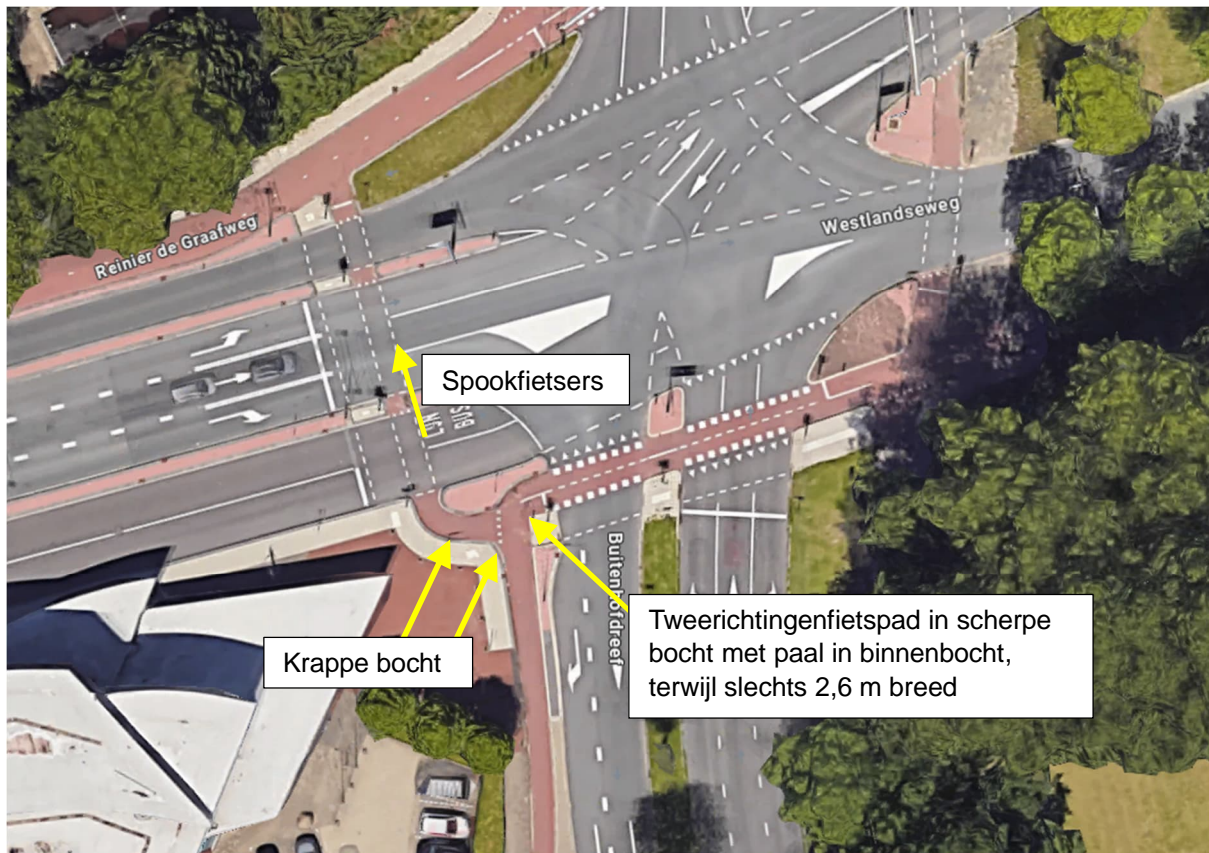 Reinier de Graafweg
Westlandseweg
Spookfietsers
LIJN
BUS
Buitenhofdreef
Krappe bocht
Tweerichtingenfietspad in scherpe
bocht met paal in binnenbocht,
terwijl slechts 2,6 m breed